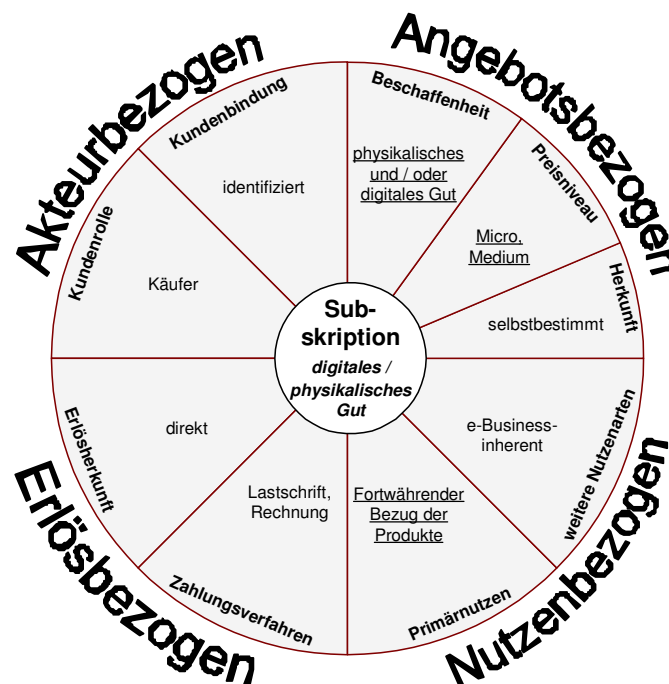 Akteurbezogen
Angebotsbezogen
Kundenbindung
identifiziert
Kundenrolle
Käufer
Beschaffenheit
physikalisches
und / oder
digitales Gut
Preisniveau
Micro,
Medium
Herkunft
selbstbestimmt
Sub-
skription
digitales /
physikalisches
Gut
Erlösherkunft
direkt
Zahlungsverfahren
Lastschrift,
Rechnung
Primärnutzen
Fortwährender
Bezug der
Produkte
weitere Nutzenarten
e-Business-
inherent
Erlösbezogen
Nutzenbezogen